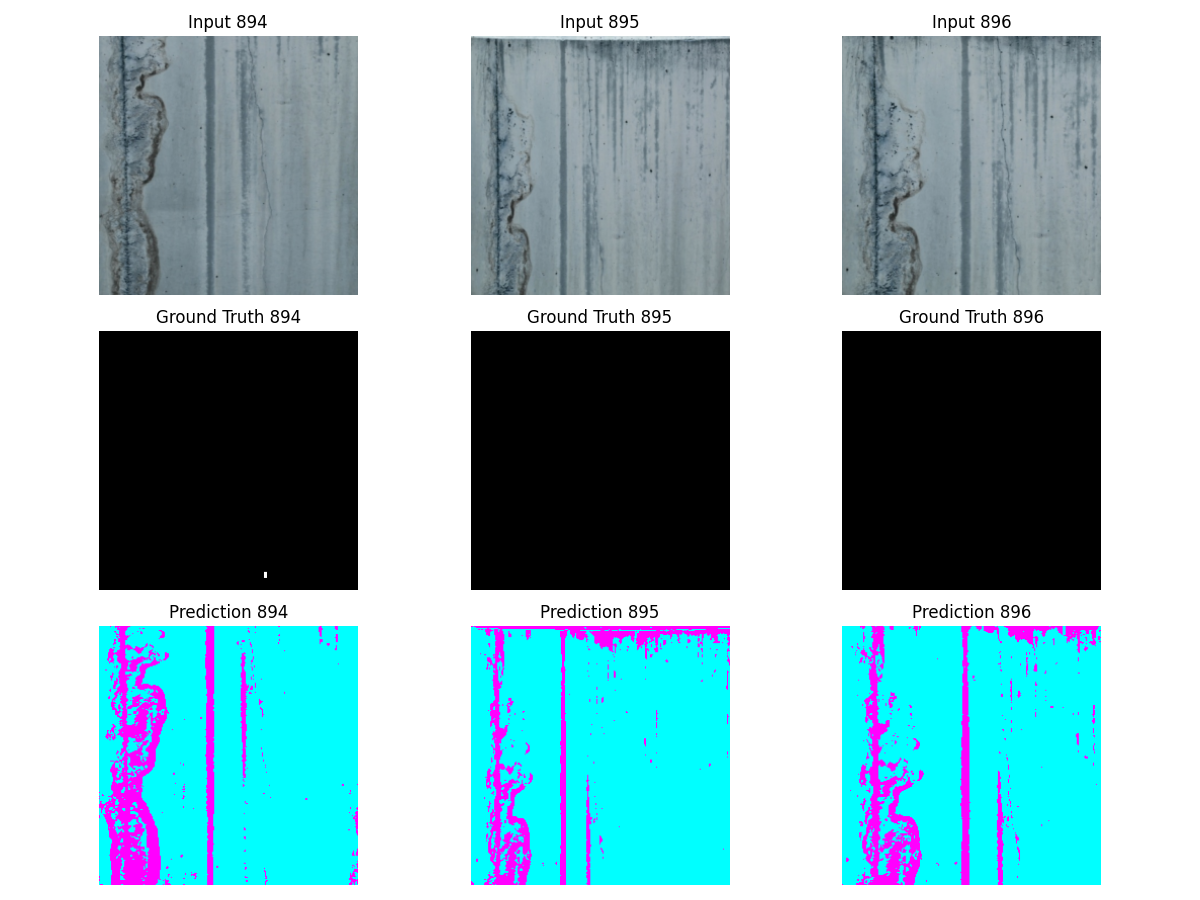 Input 894
Input 895
Input 896
Ground Truth 894
Ground Truth 895
Ground Truth 896
Prediction 894
Prediction 895
Prediction 896